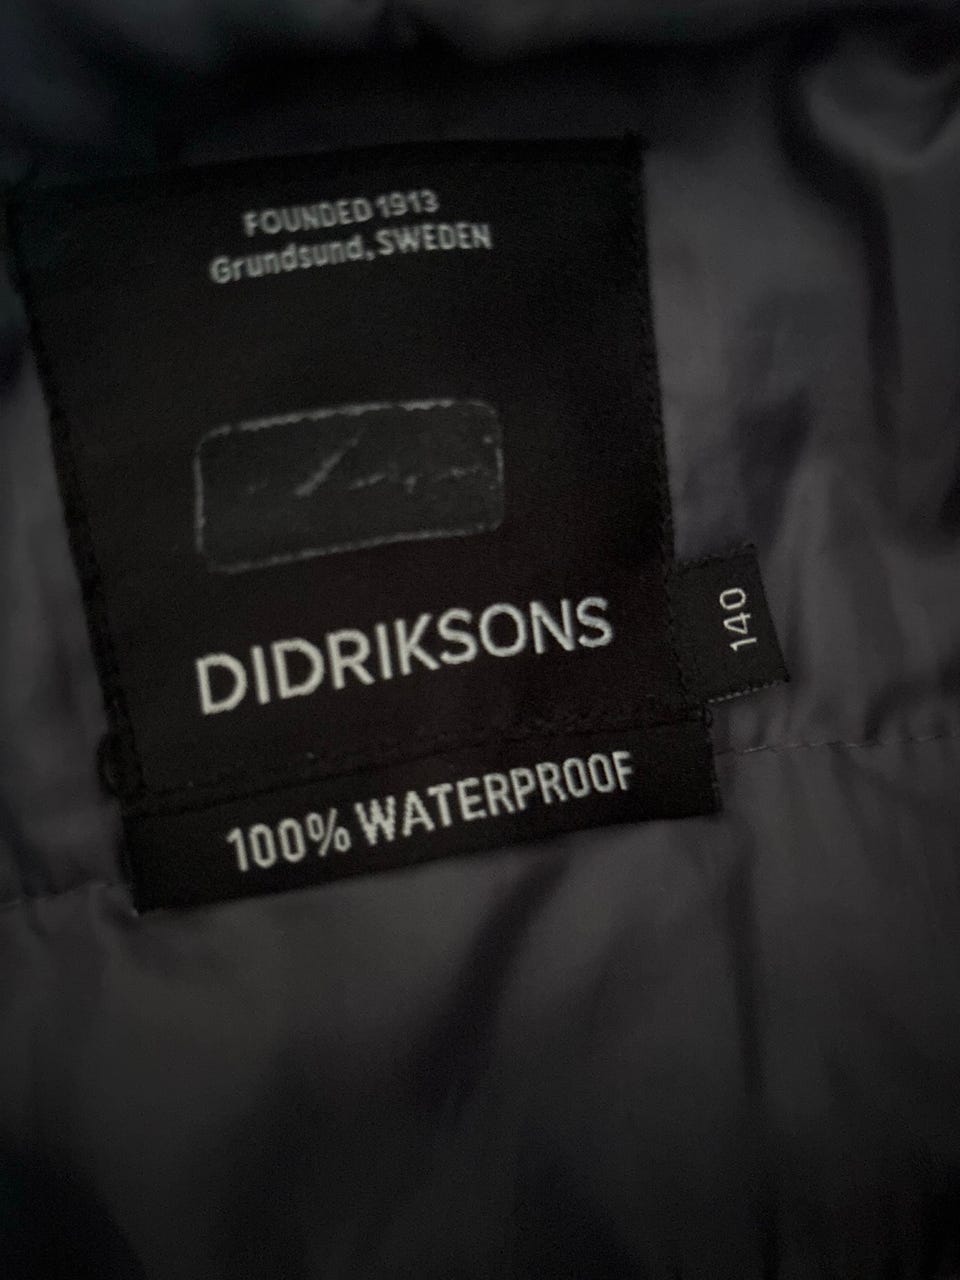 FOUNDED 1913
Grundsund, SWEDEN
DIDRIKSONS
140
100% WATERPROOF